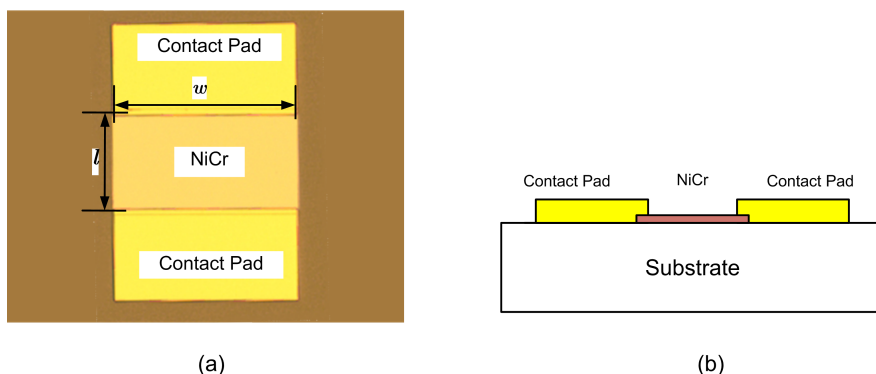 Contact Pad
w
l
NiCr
Contact Pad
(a)
NiCr
Contact Pad
Contact Pad
Substrate
(b)